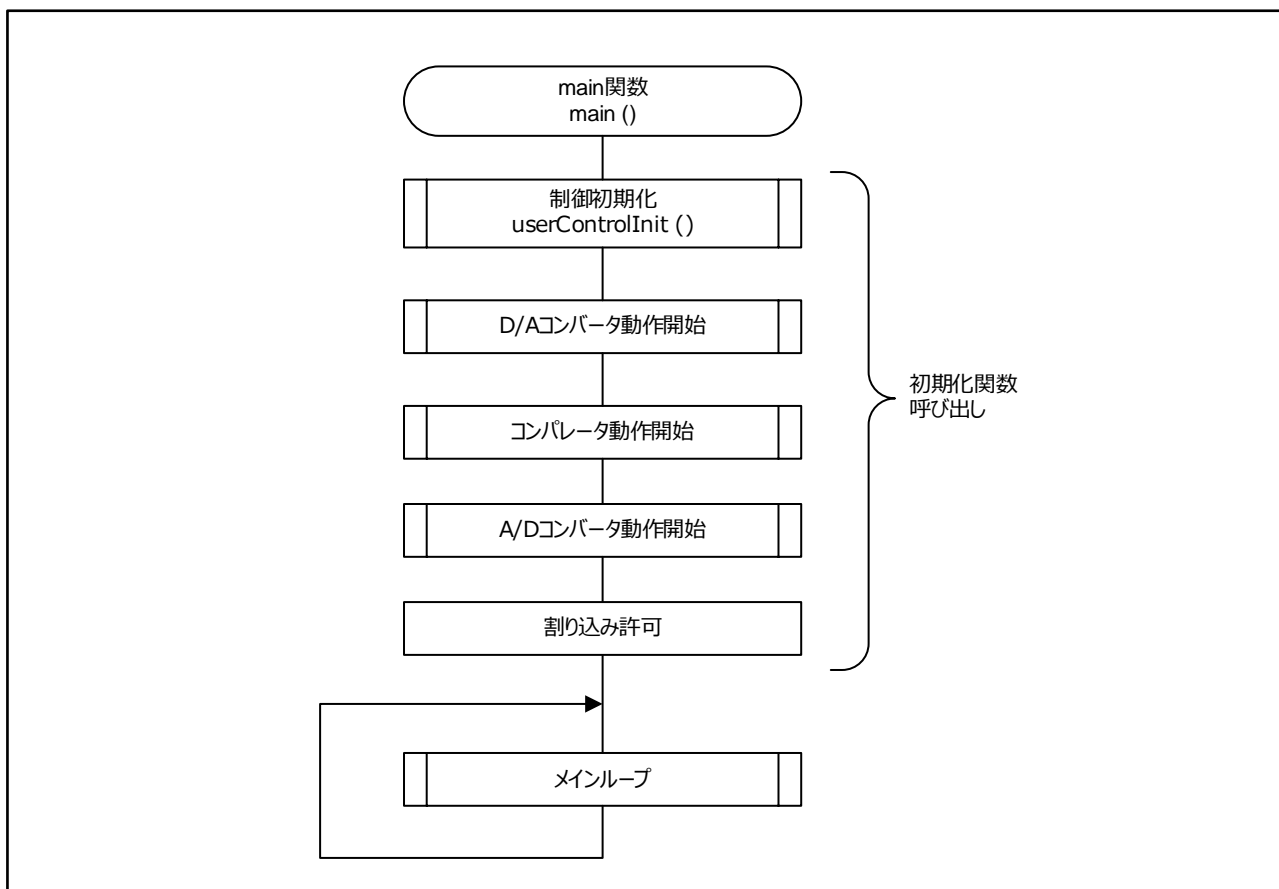 main関数
main ()
制御初期化
userControlInit ()
D/Aコンバータ動作開始
コンパレータ動作開始
A/Dコンバータ動作開始
割り込み許可
初期化関数
呼び出し
メインループ